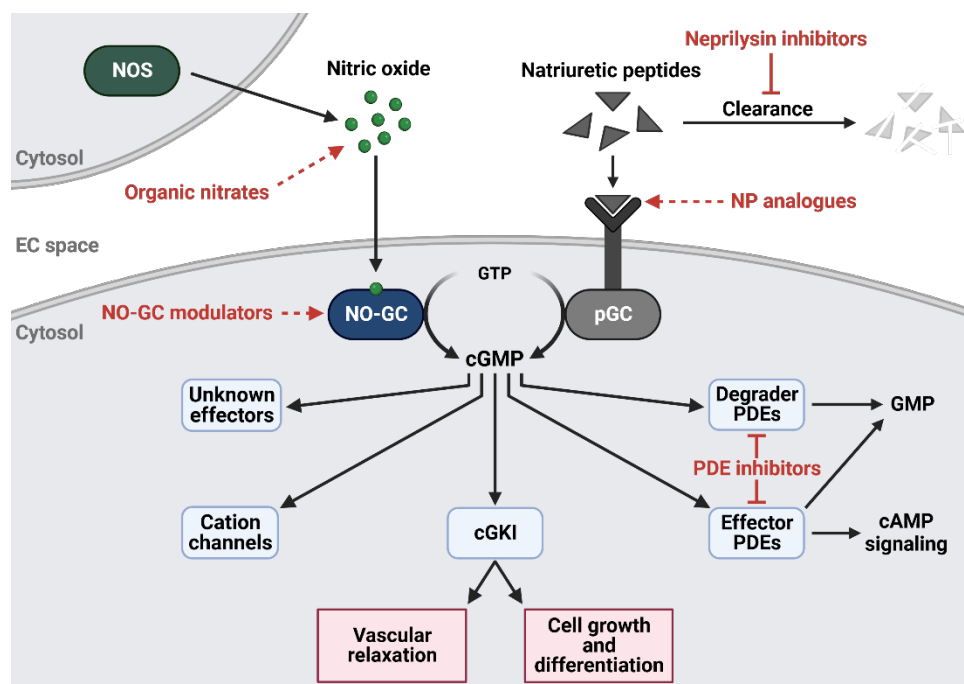 Neprilysin inhibitors
NOS
Nitric oxide
Natriuretic peptides
Clearance
Cytosol
Organic nitrates
NP analogues
EC space
GTP
NO-GC modulators
NO-GC
pGC
Cytosol
cGMP
Unknown
effectors
Degrader
PDEs
GMP
PDE inhibitors
Cation
channels
cGKI
Effector
PDEs
cAMP
signaling
Vascular
relaxation
Cell growth
and
differentiation